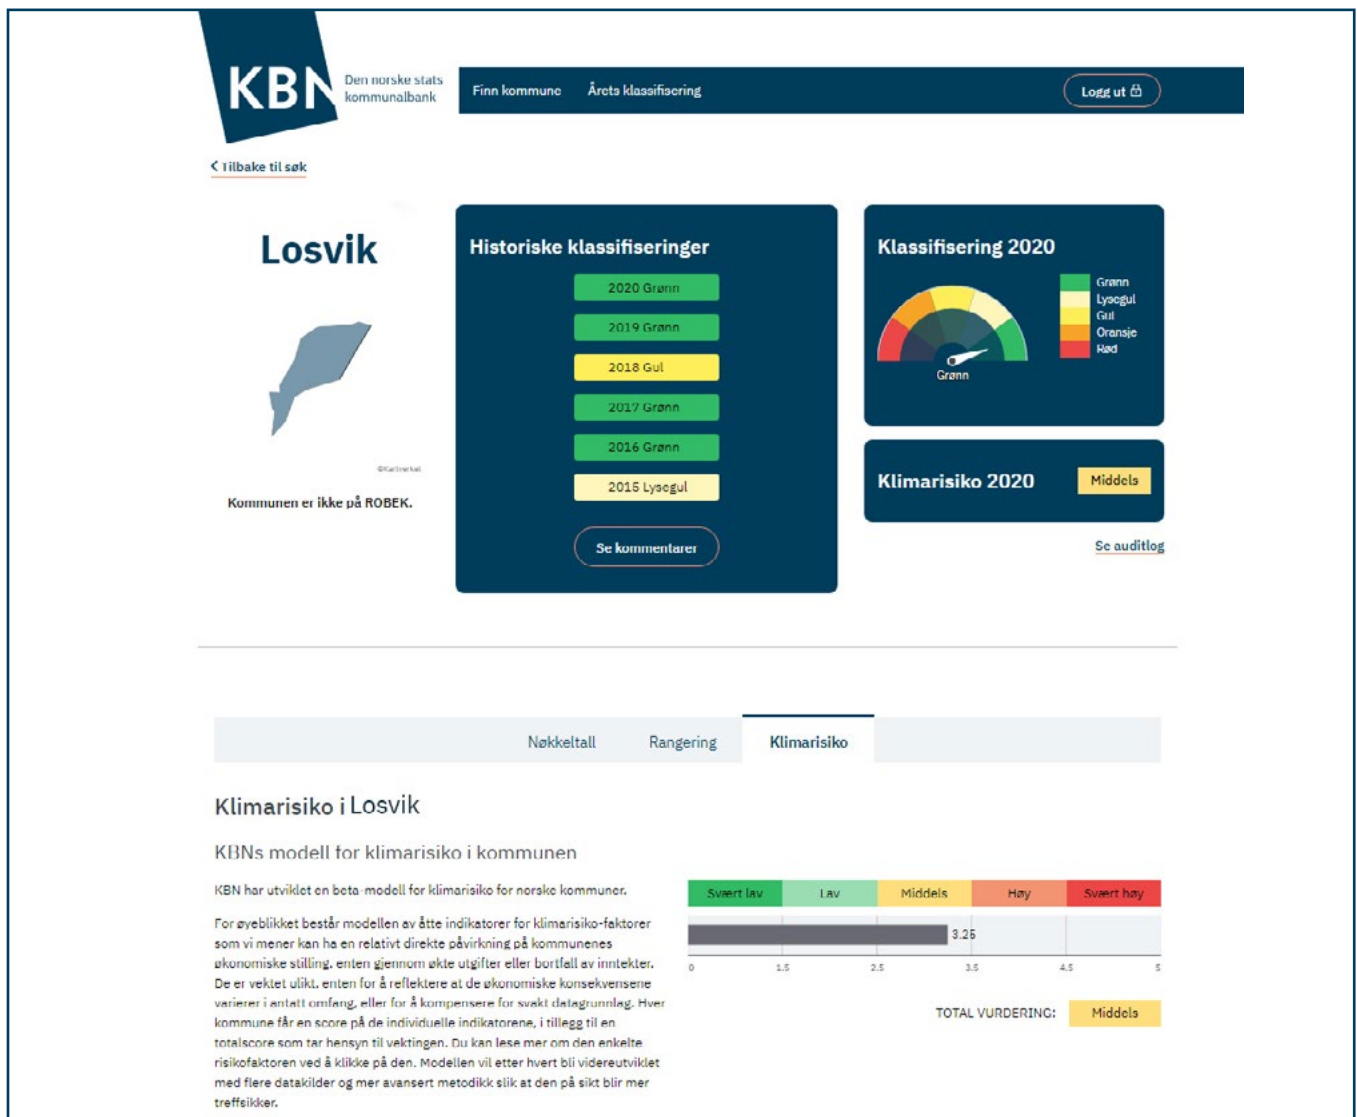 KBN
Den norske stats
kommunalbank
Finn kommune
Årets klassifisering
Logg ut
< Tilbake til søk
Losvik
©Kartverket
Kommunen er ikke på ROBEK.
Historiske klassifiseringer
2020 Grønn
2019 Grønn
2018 Gul
2017 Grønn
2016 Grønn
2015 Lysegul
Se kommentarer
Klassifisering 2020
Grønn
Lysegul
Gul
Oransje
Rød
Grønn
Klimarisiko 2020
Middels
Se auditlog
Nøkkeltall
Rangering
Klimarisiko
Klimarisiko i Losvik
KBNs modell for klimarisiko i kommunen
KBN har utviklet en beta-modell for klimarisiko for norske kommuner.
For øyeblikket består modellen av åtte indikatorer for klimarisiko-faktorer
som vi mener kan ha en relativt direkte påvirkning på kommunenes
økonomiske stilling, enten gjennom økte utgifter eller bortfall av inntekter.
De er vektet ulikt, enten for å reflektere at de økonomiske konsekvensene
varierer i antatt omfang, eller for å kompensere for svakt datagrunnlag. Hver
kommune får en score på de individuelle indikatorene, i tillegg til en
totalscore som tar hensyn til vektingen. Du kan lese mer om den enkelte
risikofaktoren ved å klikke på den. Modellen vil etter hvert bli videreutviklet
med flere datakilder og mer avansert metodikk slik at den på sikt blir mer
treffsikker.
Svært lav
Lav
Middels
Høy
Svært høy
3.25
0
1.5
2.5
3.5
4.5
5
TOTAL VURDERING:
Middels